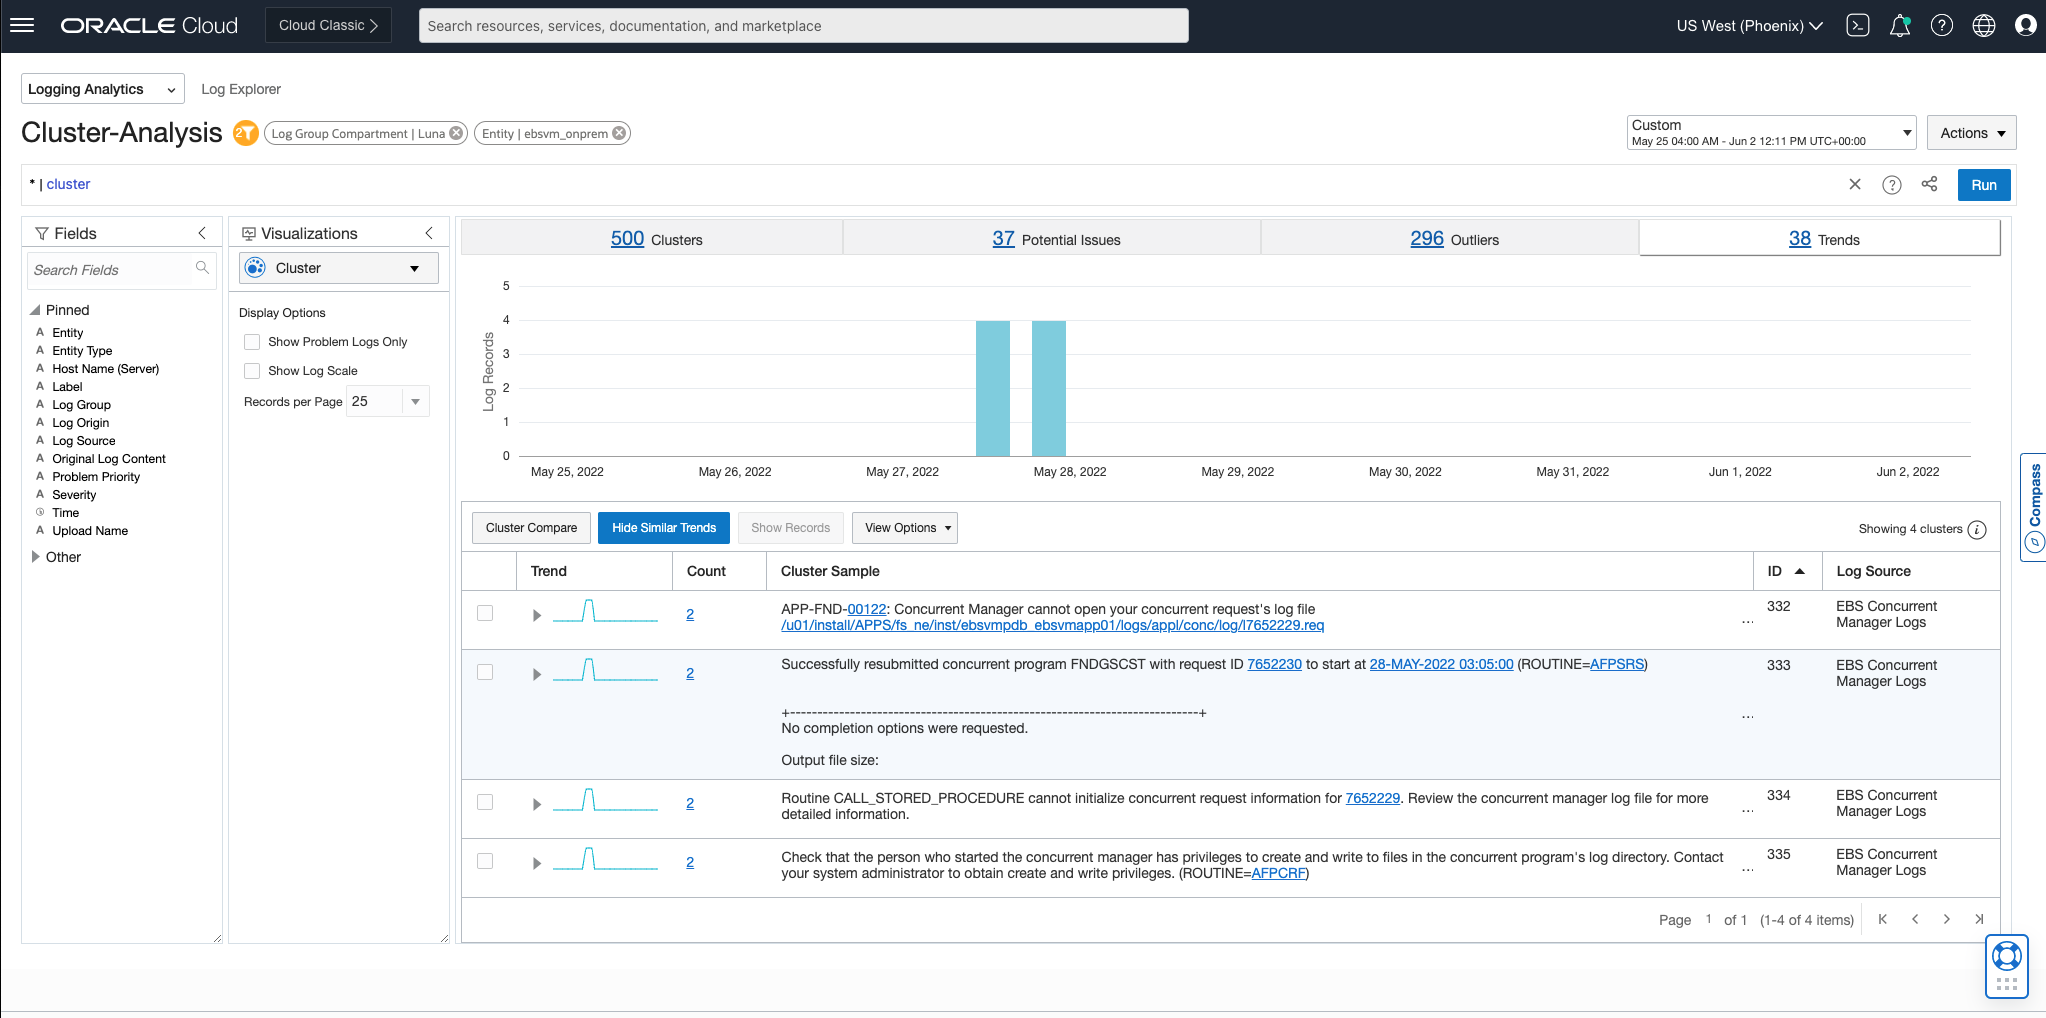 ORACLE Cloud
Cloud Classic
Search resources, services, documentation, and marketplace
US West (Phoenix)
Logging Analytics
Log Explorer
Cluster-Analysis
2
Log Group Compartment | Luna
Entity | ebsvm_onprem
Custom
May 25 04:00 AM - Jun 2 12:11 PM UTC+00:00
Actions
* | cluster
Run
Fields
Search Fields
Pinned
A Entity
A Entity Type
A Host Name (Server)
A Label
A Log Group
A Log Origin
A Log Source
A Original Log Content
A Problem Priority
A Severity
Time
A Upload Name
Other
Visualizations
Cluster
Display Options
Show Problem Logs Only
Show Log Scale
Records per Page 25
500 Clusters
37 Potential Issues
296 Outliers
38 Trends
Log Records
5
4
3
2
1
0
May 25, 2022
May 26, 2022
May 27, 2022
May 28, 2022
May 29, 2022
May 30, 2022
May 31, 2022
Jun 1, 2022
Jun 2, 2022
Cluster Compare
Hide Similar Trends
Show Records
View Options
Showing 4 clusters
Trend Count Cluster Sample ID Log Source
2
APP-FND-00122: Concurrent Manager cannot open your concurrent request's log file
/u01/install/APPS/fs_ne/inst/ebsvmpdb_ebsvmapp01/logs/appl/conc/log/l7652229.req
...
332
EBS Concurrent
Manager Logs
2
Successfully resubmitted concurrent program FNDGSCST with request ID 7652230 to start at 28-MAY-2022 03:05:00 (ROUTINE=AFPSRS)
+---------------------------------------------------------------------------+
No completion options were requested.
Output file size:
...
333
EBS Concurrent
Manager Logs
2
Routine CALL_STORED_PROCEDURE cannot initialize concurrent request information for 7652229. Review the concurrent manager log file for more
detailed information.
...
334
EBS Concurrent
Manager Logs
2
Check that the person who started the concurrent manager has privileges to create and write to files in the concurrent program's log directory. Contact
your system administrator to obtain create and write privileges. (ROUTINE=AFPCRF)
...
335
EBS Concurrent
Manager Logs
Page 1 of 1 (1-4 of 4 items)
Compass